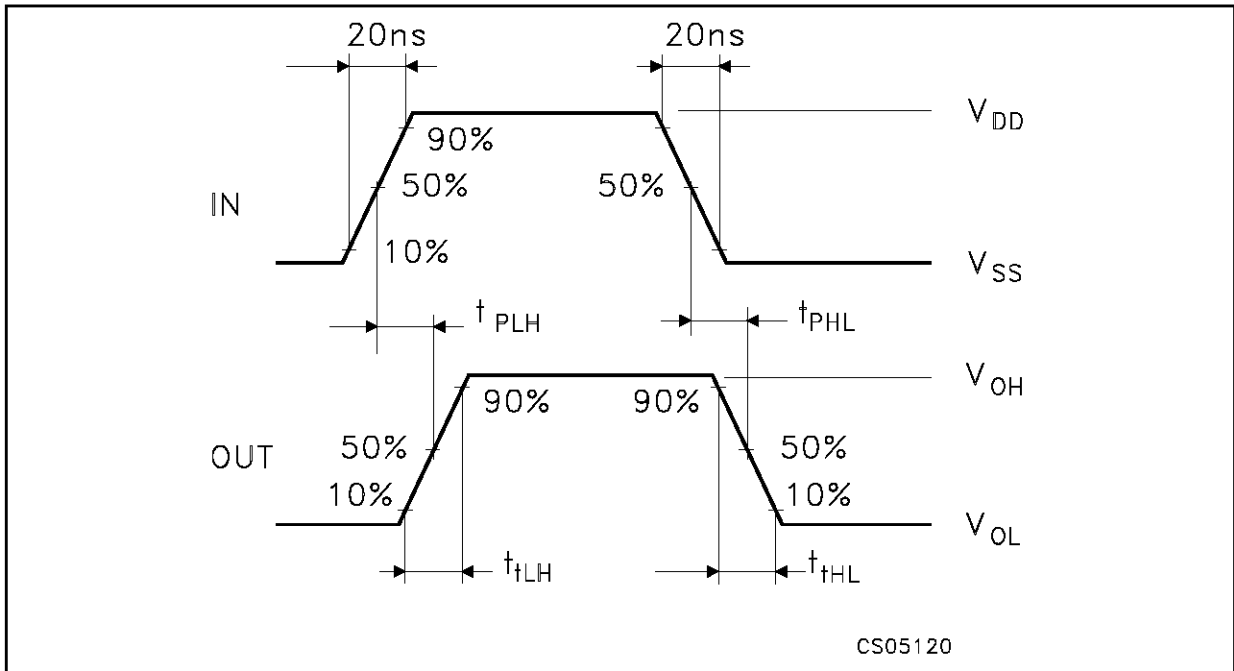 20ns 20ns
V_DD
90%
IN 50% 50%
10%
V_SS
t_PLH t_PHL
V_OH
90% 90%
OUT 50% 50%
10% 10%
V_OL
t_tLH t_tHL
CS05120